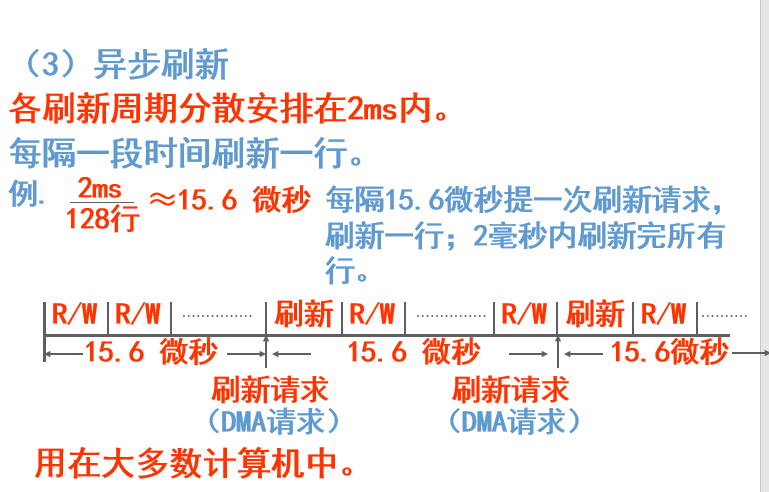 （3）异步刷新
各刷新周期分散安排在2ms内。
每隔一段时间刷新一行。
例. 2ms
128行
≈15.6 微秒
每隔15.6微秒提一次刷新请求，
刷新一行；2毫秒内刷新完所有
行。
R/W R/W ............... 刷新 R/W ............... R/W 刷新 R/W ...........
15.6 微秒 15.6 微秒 15.6微秒
刷新请求 刷新请求
（DMA请求） （DMA请求）
用在大多数计算机中。